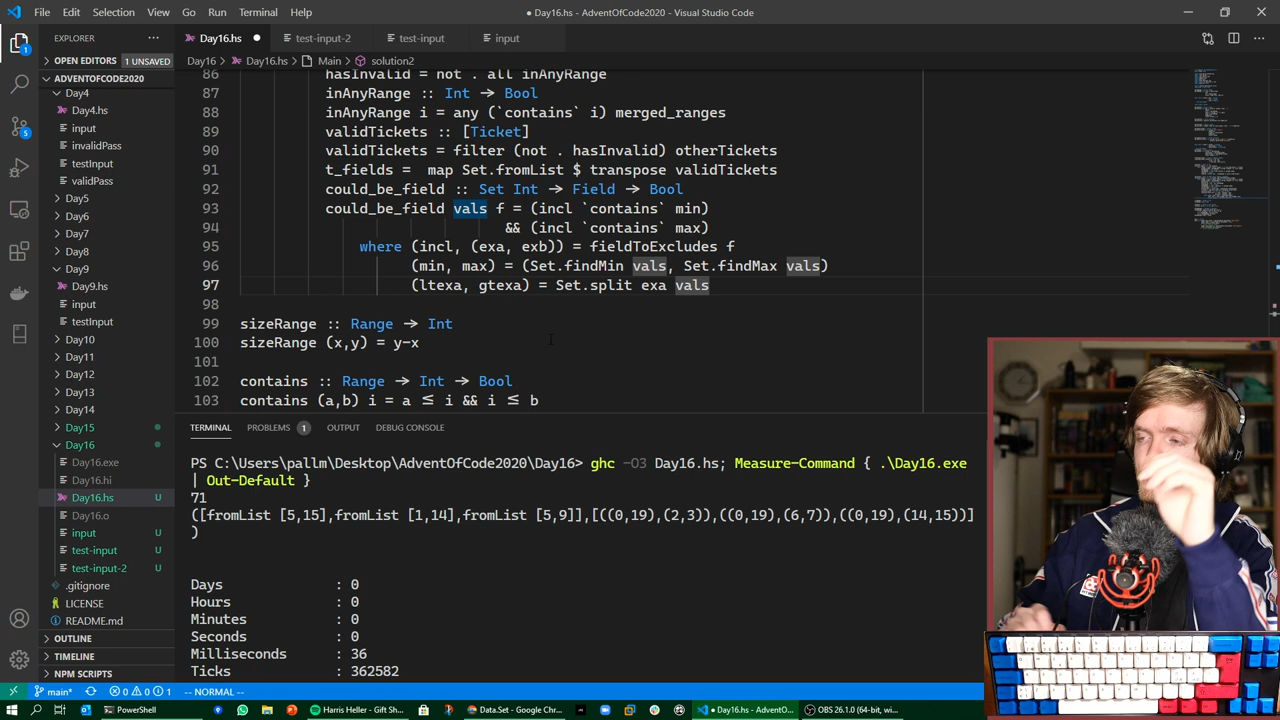 File Edit Selection View Go Run Terminal Help
● Day16.hs - AdventOfCode2020 - Visual Studio Code
EXPLORER
OPEN EDITORS 1 UNSAVED
ADVENTOFCODE2020
Day4
Day4.hs
input
invalidPass
testInput
validPass
Day5
Day6
Day7
Day8
Day9
Day9.hs
input
testInput
Day10
Day11
Day12
Day13
Day14
Day15
Day16
Day16.exe
Day16.hi
Day16.hs U
Day16.o
input U
test-input U
test-input-2 U
.gitignore
LICENSE
README.md
OUTLINE
TIMELINE
NPM SCRIPTS
1
5
Day16.hs ● test-input-2 test-input input
Day16 > Day16.hs > Main > solution2
86 hasInvalid = not . all inAnyRange
87 inAnyRange :: Int → Bool
88 inAnyRange i = any (`contains` i) merged_ranges
89 validTickets :: [Ticket]
90 validTickets = filter (not . hasInvalid) otherTickets
91 t_fields = map Set.fromList $ transpose validTickets
92 could_be_field :: Set Int → Field → Bool
93 could_be_field vals f = (incl `contains` min)
&& (incl `contains` max)
95 where (incl, (exa, exb)) = fieldToExcludes f
96 (min, max) = (Set.findMin vals, Set.findMax vals)
97 (ltexa, gtexa) = Set.split exa vals
98
99 sizeRange :: Range → Int
100 sizeRange (x,y) = y-x
101
102 contains :: Range → Int → Bool
103 contains (a,b) i = a ≤ i && i ≤ b
TERMINAL PROBLEMS 1 OUTPUT DEBUG CONSOLE
PS C:\Users\pallm\Desktop\AdventOfCode2020\Day16> ghc -O3 Day16.hs; Measure-Command { .\Day16.exe
| Out-Default }
71
([fromList [5,15],fromList [1,14],fromList [5,9]],[((0,19),(2,3)),((0,19),(6,7)),((0,19),(14,15))]
)
Days : 0
Hours : 0
Minutes : 0
Seconds : 0
Milliseconds : 36
Ticks : 362582
main* 0 0 1 -- NORMAL --
PowerShell
Harris Heller - Gift Sh...
Data.Set - Google Chr...
● Day16.hs - AdventO...
OBS 26.1.0 (64-bit, wi...